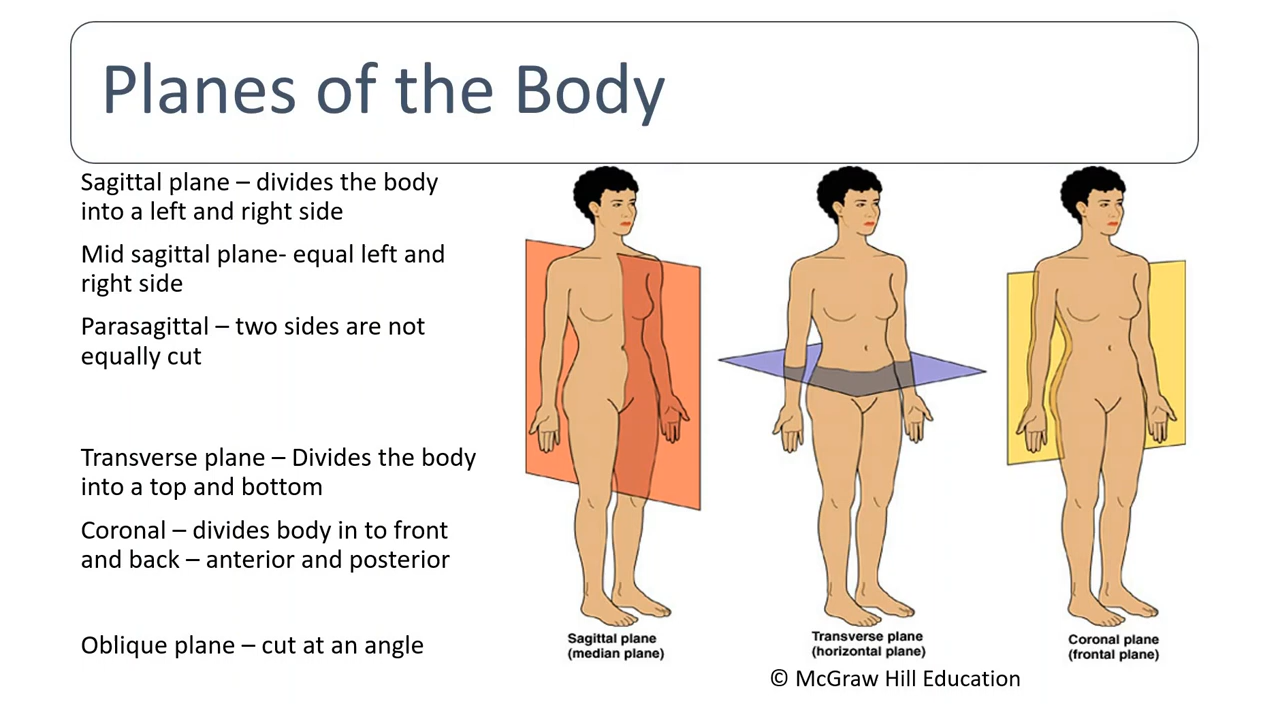 Planes of the Body
Sagittal plane – divides the body
into a left and right side
Mid sagittal plane- equal left and
right side
Parasagittal – two sides are not
equally cut
Transverse plane – Divides the body
into a top and bottom
Coronal – divides body in to front
and back – anterior and posterior
Oblique plane – cut at an angle
Sagittal plane
(median plane)
Transverse plane
(horizontal plane)
Coronal plane
(frontal plane)
© McGraw Hill Education